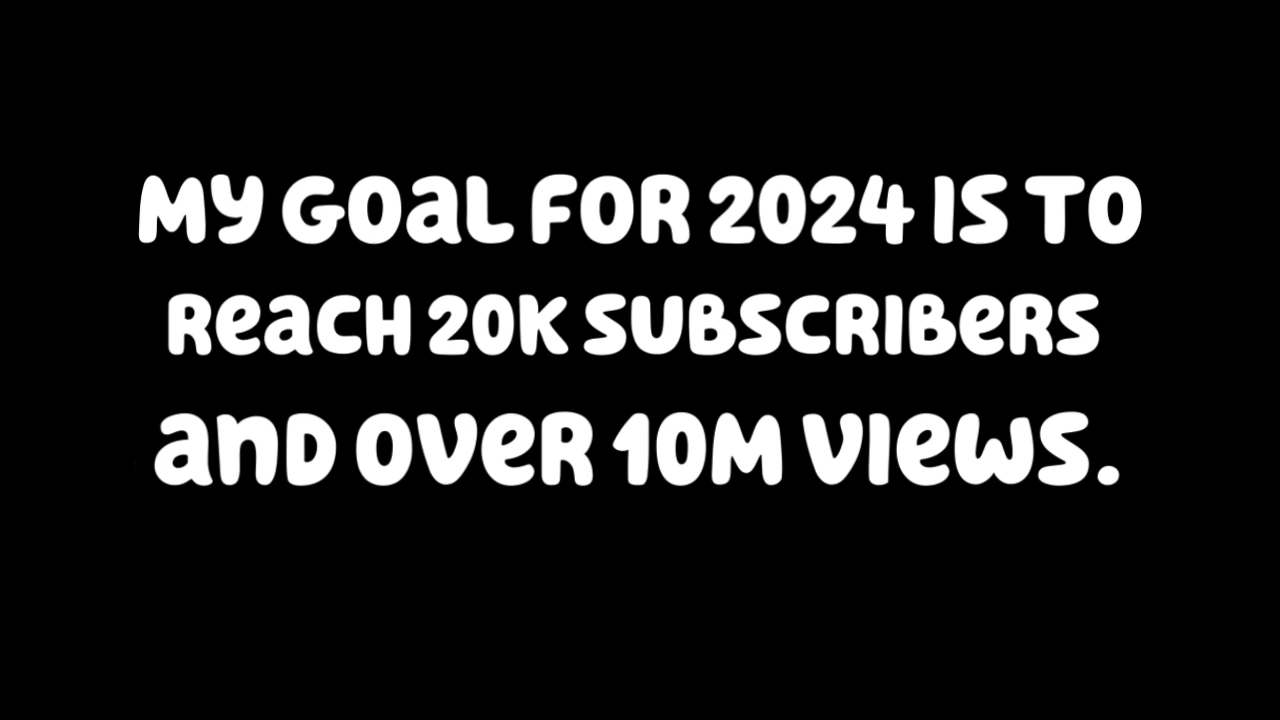 MY GOaL FOR 2024 IS TO
ReaCH 20K SUBSCRIBeRS
anD OVeR 10M VIewS.